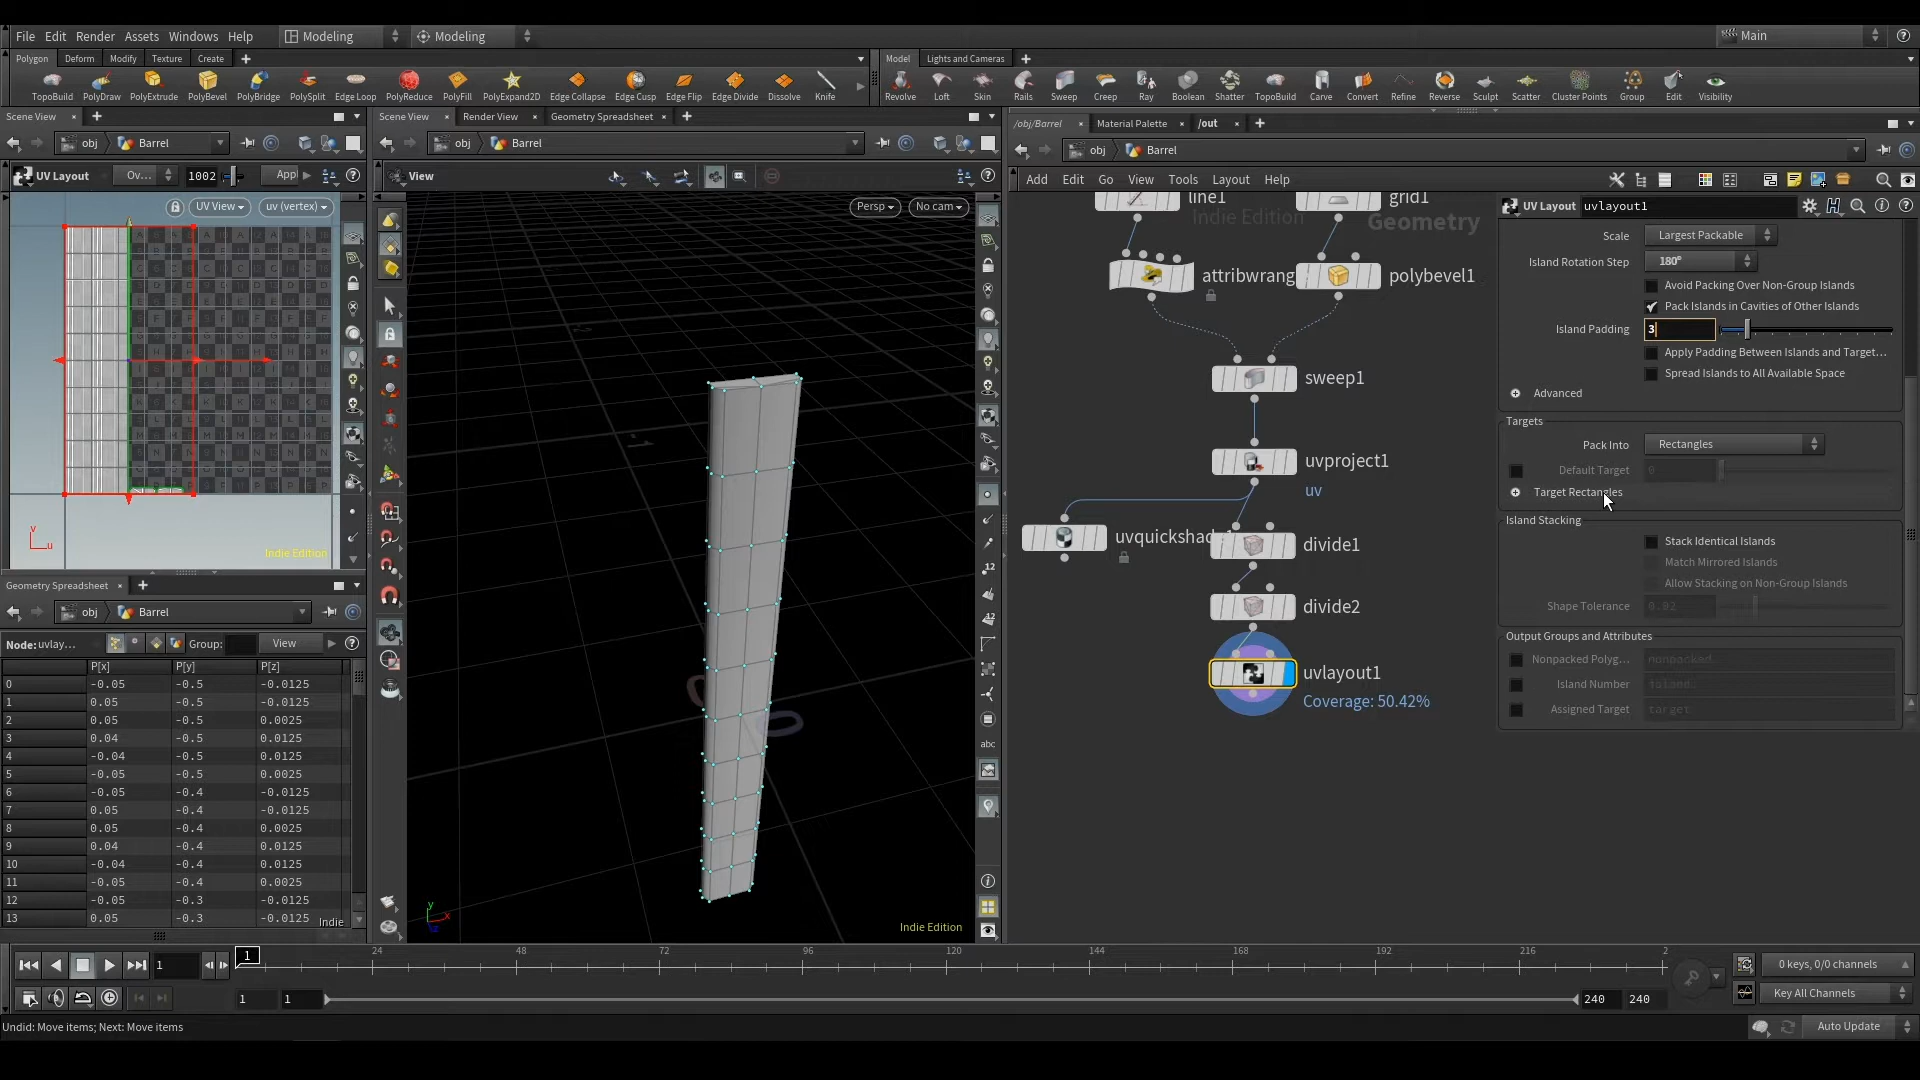 File Edit Render Assets Windows Help Modeling Modeling Main
Polygon Deform Modify Texture Create Model Lights and Cameras
TopoBuild PolyDraw PolyExtrude PolyBevel PolyBridge PolySplit Edge Loop PolyReduce PolyFill PolyExpand2D Edge Collapse Edge Cusp Edge Flip Edge Divide Dissolve Knife Revolve Loft Skin Rails Sweep Creep Ray Boolean Shatter TopoBuild Carve Convert Refine Reverse Sculpt Scatter Cluster Points Group Edit Visibility
Scene View Scene View Render View Geometry Spreadsheet /obj/Barrel Material Palette /out
obj Barrel obj Barrel obj Barrel
UV Layout Ov... 1002 Appl View
Add Edit Go View Tools Layout Help
UV View uv (vertex) Persp No cam
Indie Edition Geometry
line1
grid1
attribwrang
polybevel1
sweep1
uvproject1
uv
uvquickshad
divide1
divide2
uvlayout1
Coverage: 50.42%
UV Layout uvlayout1
Scale Largest Packable
Island Rotation Step 180°
Avoid Packing Over Non-Group Islands
Pack Islands in Cavities of Other Islands
Island Padding 3
Apply Padding Between Islands and Target...
Spread Islands to All Available Space
Advanced
Targets
Pack Into Rectangles
Default Target 0
Target Rectangles
Island Stacking
Stack Identical Islands
Match Mirrored Islands
Allow Stacking on Non-Group Islands
Shape Tolerance 0.92
Output Groups and Attributes
Nonpacked Polyg... nonpacked
Island Number island
Assigned Target target
Indie Edition
Geometry Spreadsheet
obj Barrel
Node: uvlay... Group: View
P[x] P[y] P[z]
0 -0.05 -0.5 -0.0125
1 0.05 -0.5 -0.0125
2 0.05 -0.5 0.0025
3 0.04 -0.5 0.0125
4 -0.04 -0.5 0.0125
5 -0.05 -0.5 0.0025
6 -0.05 -0.4 -0.0125
7 0.05 -0.4 -0.0125
8 0.05 -0.4 0.0025
9 0.04 -0.4 0.0125
10 -0.04 -0.4 0.0125
11 -0.05 -0.4 0.0025
12 -0.05 -0.3 -0.0125
13 0.05 -0.3 -0.0125
Indie
Indie Edition
12
12
abc
1 1 24 48 72 96 120 144 168 192 216 2
0 keys, 0/0 channels
1 1 240 240 Key All Channels
Undid: Move items; Next: Move items
Auto Update